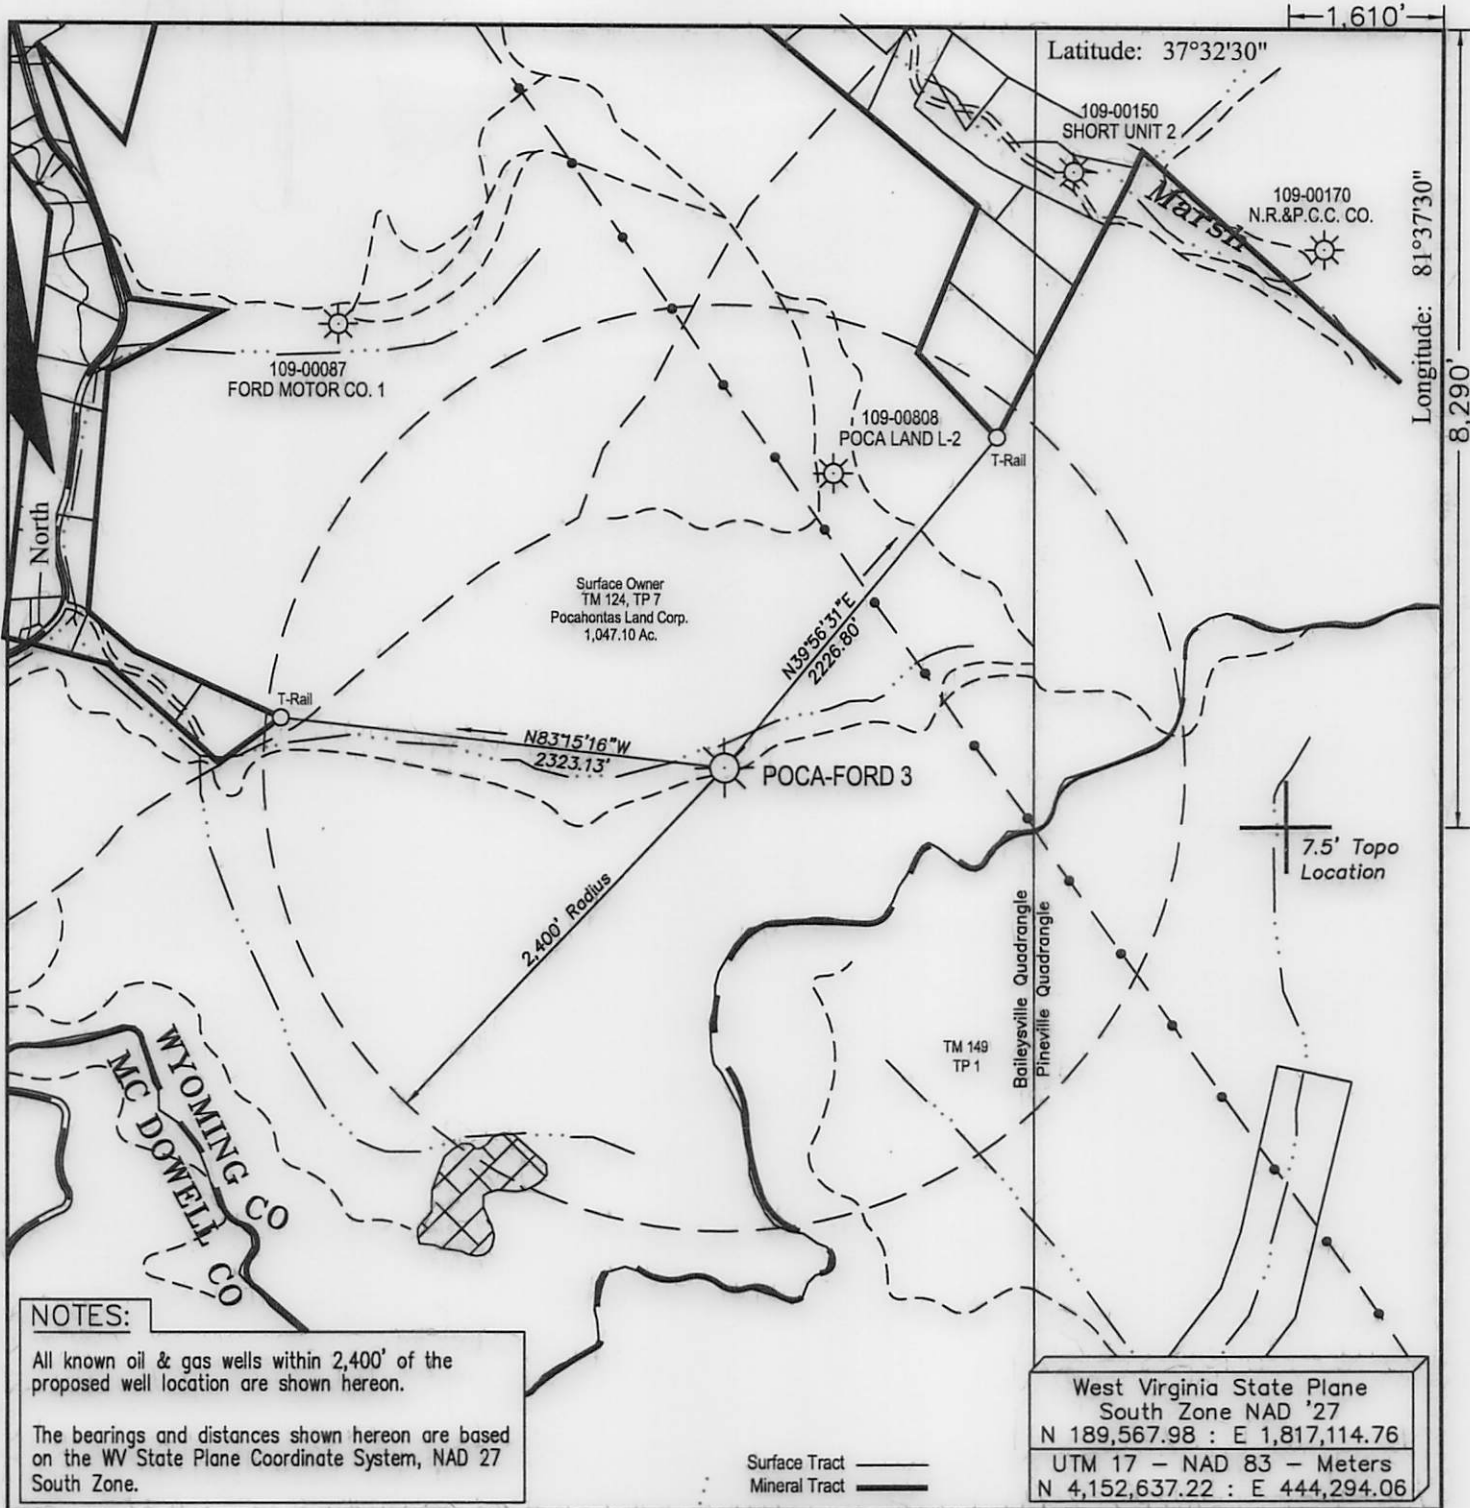 1,610'
Latitude: 37°32'30"
109-00150
SHORT UNIT 2
Marsh
109-00170
N.R.&P.C.C. CO.
Longitude: 81°37'30"
8,290'
109-00087
FORD MOTOR CO. 1
109-00808
POCA LAND L-2
T-Rail
North
Surface Owner
TM 124, TP 7
Pocahontas Land Corp.
1,047.10 Ac.
N39°56'31"E
2226.80'
T-Rail
N83°15'16"W
2323.13'
POCA-FORD 3
7.5' Topo
Location
2,400' Radius
Baileysville Quadrangle
Pineville Quadrangle
TM 149
TP 1
WYOMING CO
MC DOWELL CO
NOTES:
All known oil & gas wells within 2,400' of the
proposed well location are shown hereon.
The bearings and distances shown hereon are based
on the WV State Plane Coordinate System, NAD 27
South Zone.
Surface Tract
Mineral Tract
West Virginia State Plane
South Zone NAD '27
N 189,567.98 : E 1,817,114.76
UTM 17 - NAD 83 - Meters
N 4,152,637.22 : E 444,294.06